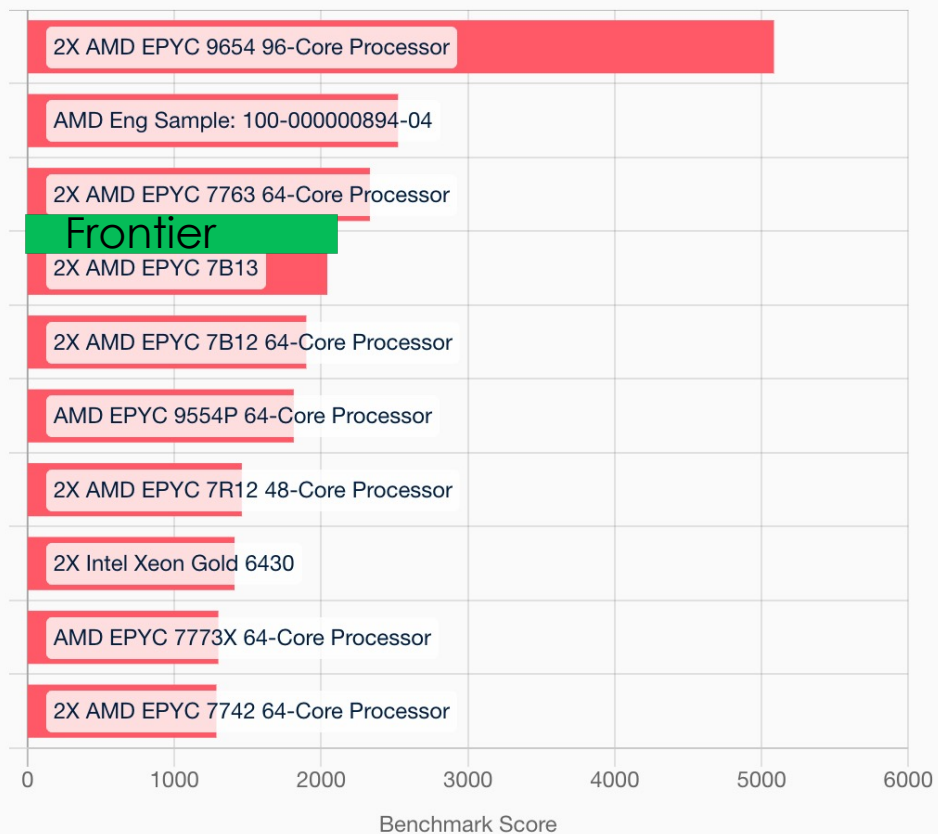 2X AMD EPYC 9654 96-Core Processor
AMD Eng Sample: 100-000000894-04
2X AMD EPYC 7763 64-Core Processor
Frontier
2X AMD EPYC 7B13
2X AMD EPYC 7B12 64-Core Processor
AMD EPYC 9554P 64-Core Processor
2X AMD EPYC 7R12 48-Core Processor
2X Intel Xeon Gold 6430
AMD EPYC 7773X 64-Core Processor
2X AMD EPYC 7742 64-Core Processor
0 1000 2000 3000 4000 5000 6000
Benchmark Score